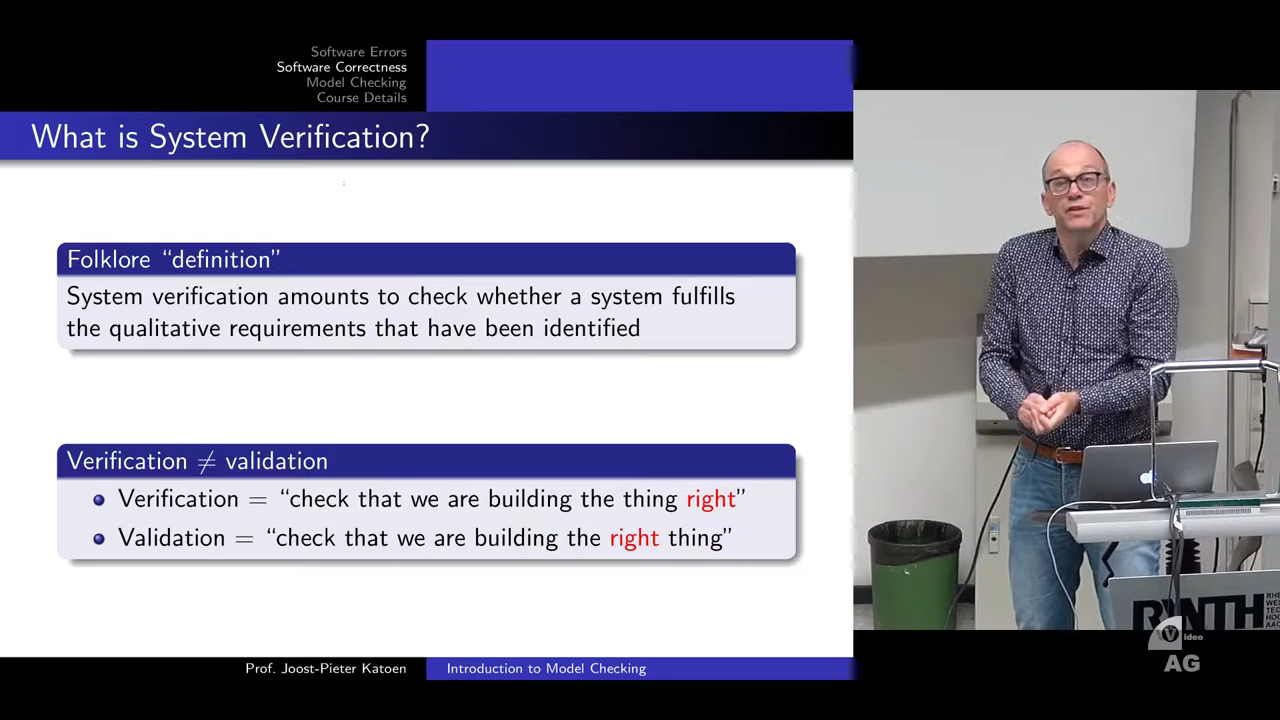 Software Errors
Software Correctness
Model Checking
Course Details
What is System Verification?
Folklore “definition”
System verification amounts to check whether a system fulfills
the qualitative requirements that have been identified
Verification ≠ validation
Verification = “check that we are building the thing right”
Validation = “check that we are building the right thing”
Prof. Joost-Pieter Katoen
Introduction to Model Checking
RWTH
Video
AG